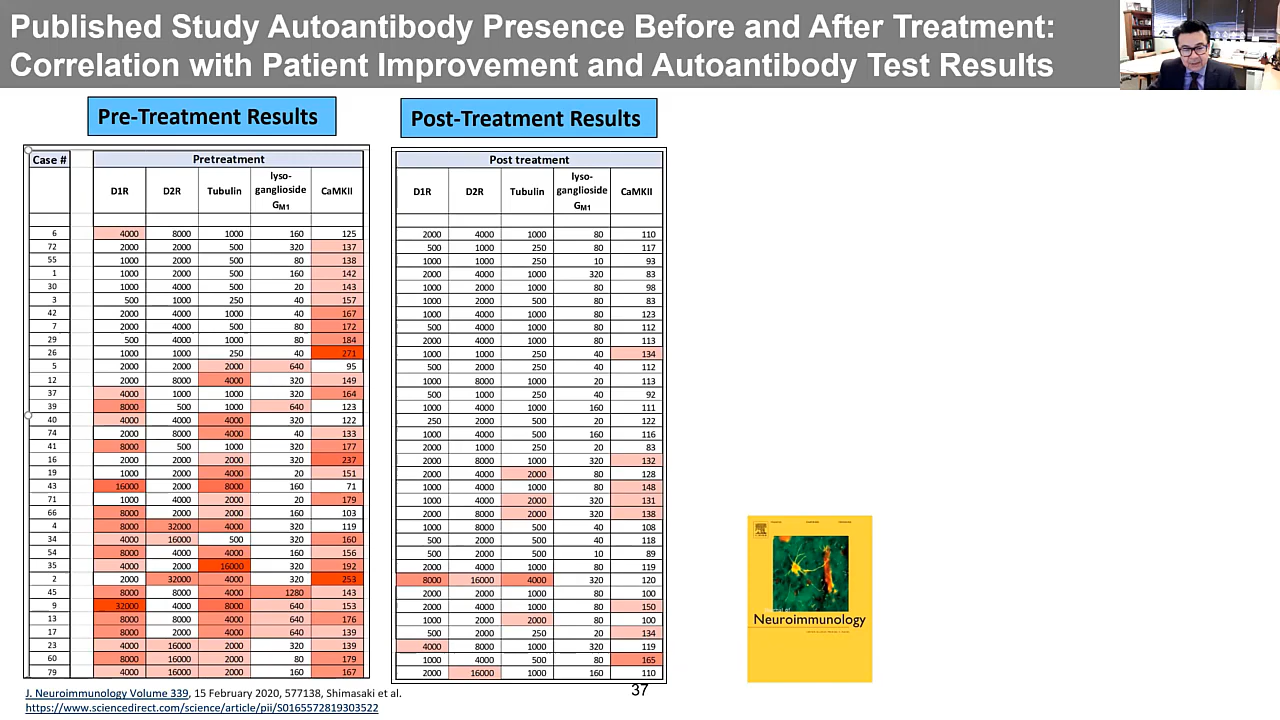 Published Study Autoantibody Presence Before and After Treatment:
Correlation with Patient Improvement and Autoantibody Test Results
Pre-Treatment Results
Post-Treatment Results
Case # Pretreatment
D1R D2R Tubulin lyso-ganglioside GM1 CaMKII
6 4000 8000 1000 160 125
72 2000 2000 500 320 137
55 1000 2000 500 80 138
1 1000 2000 500 160 142
30 1000 4000 500 20 143
3 500 1000 250 40 157
42 2000 4000 1000 40 167
7 2000 4000 500 80 172
29 500 4000 1000 80 184
26 1000 1000 250 40 271
5 2000 2000 2000 640 95
12 2000 8000 4000 320 149
37 4000 1000 1000 320 164
39 8000 500 1000 640 123
40 4000 4000 4000 320 122
74 2000 8000 4000 40 133
41 8000 500 1000 320 177
16 2000 2000 2000 320 237
19 1000 2000 4000 20 151
43 16000 2000 8000 160 71
71 1000 4000 2000 20 179
66 8000 2000 2000 160 103
4 8000 32000 4000 320 119
34 4000 16000 500 320 160
54 8000 4000 4000 160 156
35 4000 2000 16000 320 192
2 2000 32000 4000 320 253
45 8000 8000 4000 1280 143
9 32000 4000 8000 640 153
13 8000 8000 4000 640 176
17 8000 2000 4000 640 139
23 4000 16000 2000 320 139
60 8000 16000 2000 80 179
79 4000 16000 2000 160 167
Post treatment
D1R D2R Tubulin lyso-ganglioside GM1 CaMKII
2000 4000 1000 80 110
500 1000 250 80 117
1000 1000 250 10 93
2000 4000 1000 320 83
1000 2000 1000 80 98
1000 2000 500 80 83
1000 4000 1000 80 123
500 4000 1000 80 112
2000 4000 1000 80 113
1000 1000 250 40 134
500 2000 250 40 112
1000 8000 1000 20 113
500 1000 250 40 92
1000 4000 1000 160 111
250 2000 500 20 122
1000 4000 500 160 116
2000 1000 250 20 83
2000 8000 1000 320 132
2000 4000 2000 80 128
1000 4000 1000 80 148
1000 4000 2000 320 131
2000 8000 2000 320 138
1000 8000 500 40 108
500 2000 500 40 118
500 2000 500 10 89
2000 4000 1000 80 119
8000 16000 4000 320 120
2000 2000 1000 80 100
2000 4000 1000 80 150
1000 2000 2000 80 100
500 2000 250 20 134
4000 8000 1000 320 119
1000 4000 500 80 165
2000 16000 1000 160 110
Journal of
Neuroimmunology
37
J. Neuroimmunology Volume 339, 15 February 2020, 577138, Shimasaki et al.
https://www.sciencedirect.com/science/article/pii/S0165572819303522